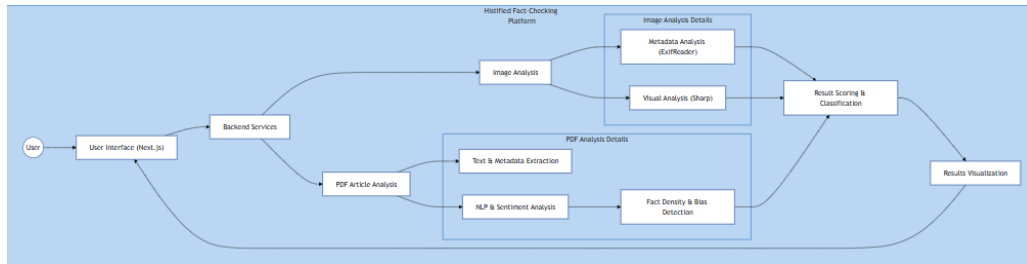 Histified Fact-Checking
Platform
Image Analysis Details
Metadata Analysis
(ExifReader)
Image Analysis
Visual Analysis (Sharp)
Result Scoring &
Classification
User
User Interface (Next.js)
Backend Services
PDF Analysis Details
Text & Metadata Extraction
PDF Article Analysis
NLP & Sentiment Analysis
Fact Density & Bias
Detection
Results Visualization